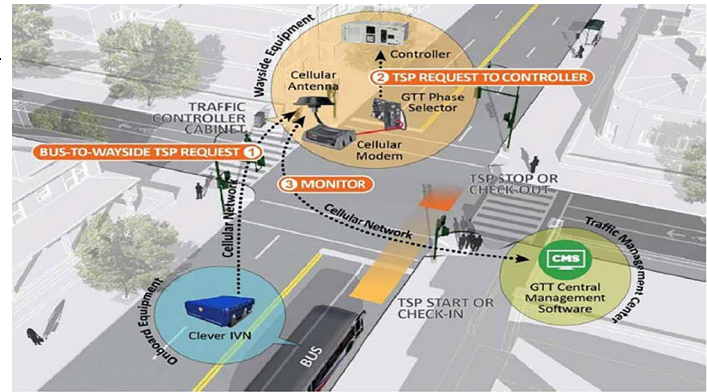 Wayside Equipment
Controller
Cellular
Antenna
2 TSP REQUEST TO CONTROLLER
GTT Phase
Selector
TRAFFIC
CONTROLLER
CABINET
BUS-TO-WAYSIDE TSP REQUEST 1
Cellular
Modem
3 MONITOR
TSP STOP OR
CHECK-OUT
Cellular Network
Cellular Network
Traffic Management Center
CMS
GTT Central
Management
Software
TSP START OR
CHECK-IN
Onboard Equipment
Clever IVN
BUS